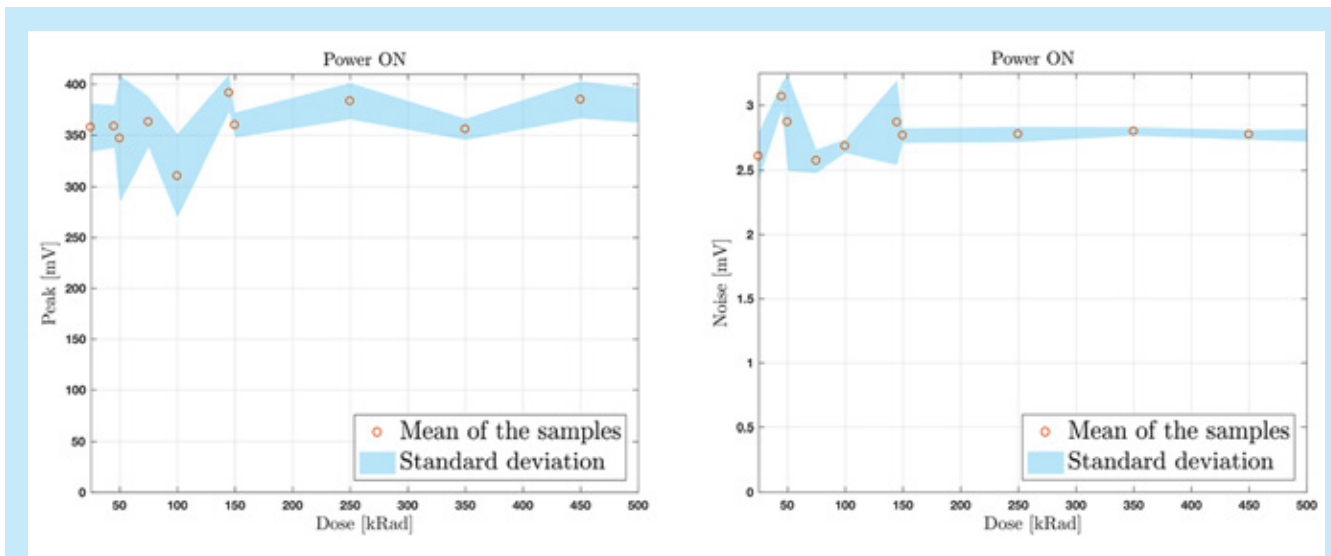 Power ON
400
350
300
250
200
150
100
50
0
Peak [mV]
50 100 150 200 250 300 350 400 450 500
Dose [kRad]
Mean of the samples
Standard deviation
Power ON
3
2.5
2
1.5
1
0.5
0
Noise [mV]
50 100 150 200 250 300 350 400 450 500
Dose [kRad]
Mean of the samples
Standard deviation